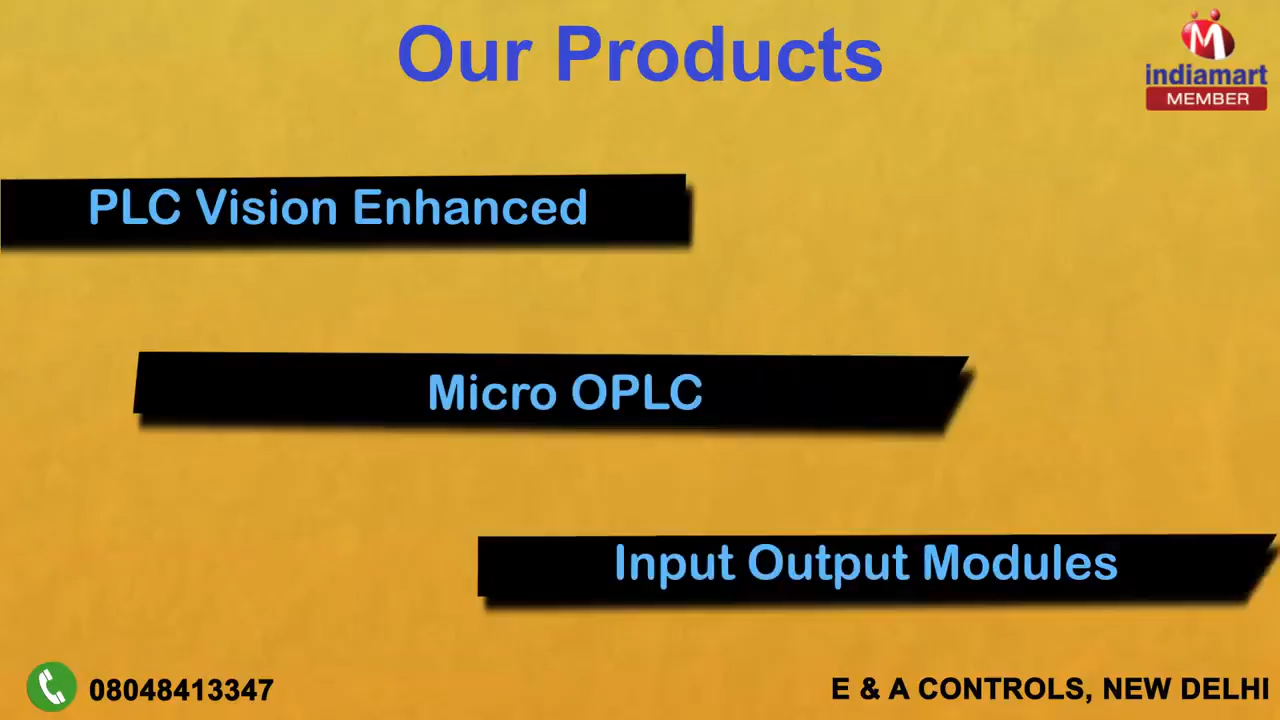 Our Products
indiamart
MEMBER
PLC Vision Enhanced
Micro OPLC
Input Output Modules
08048413347
E & A CONTROLS, NEW DELHI